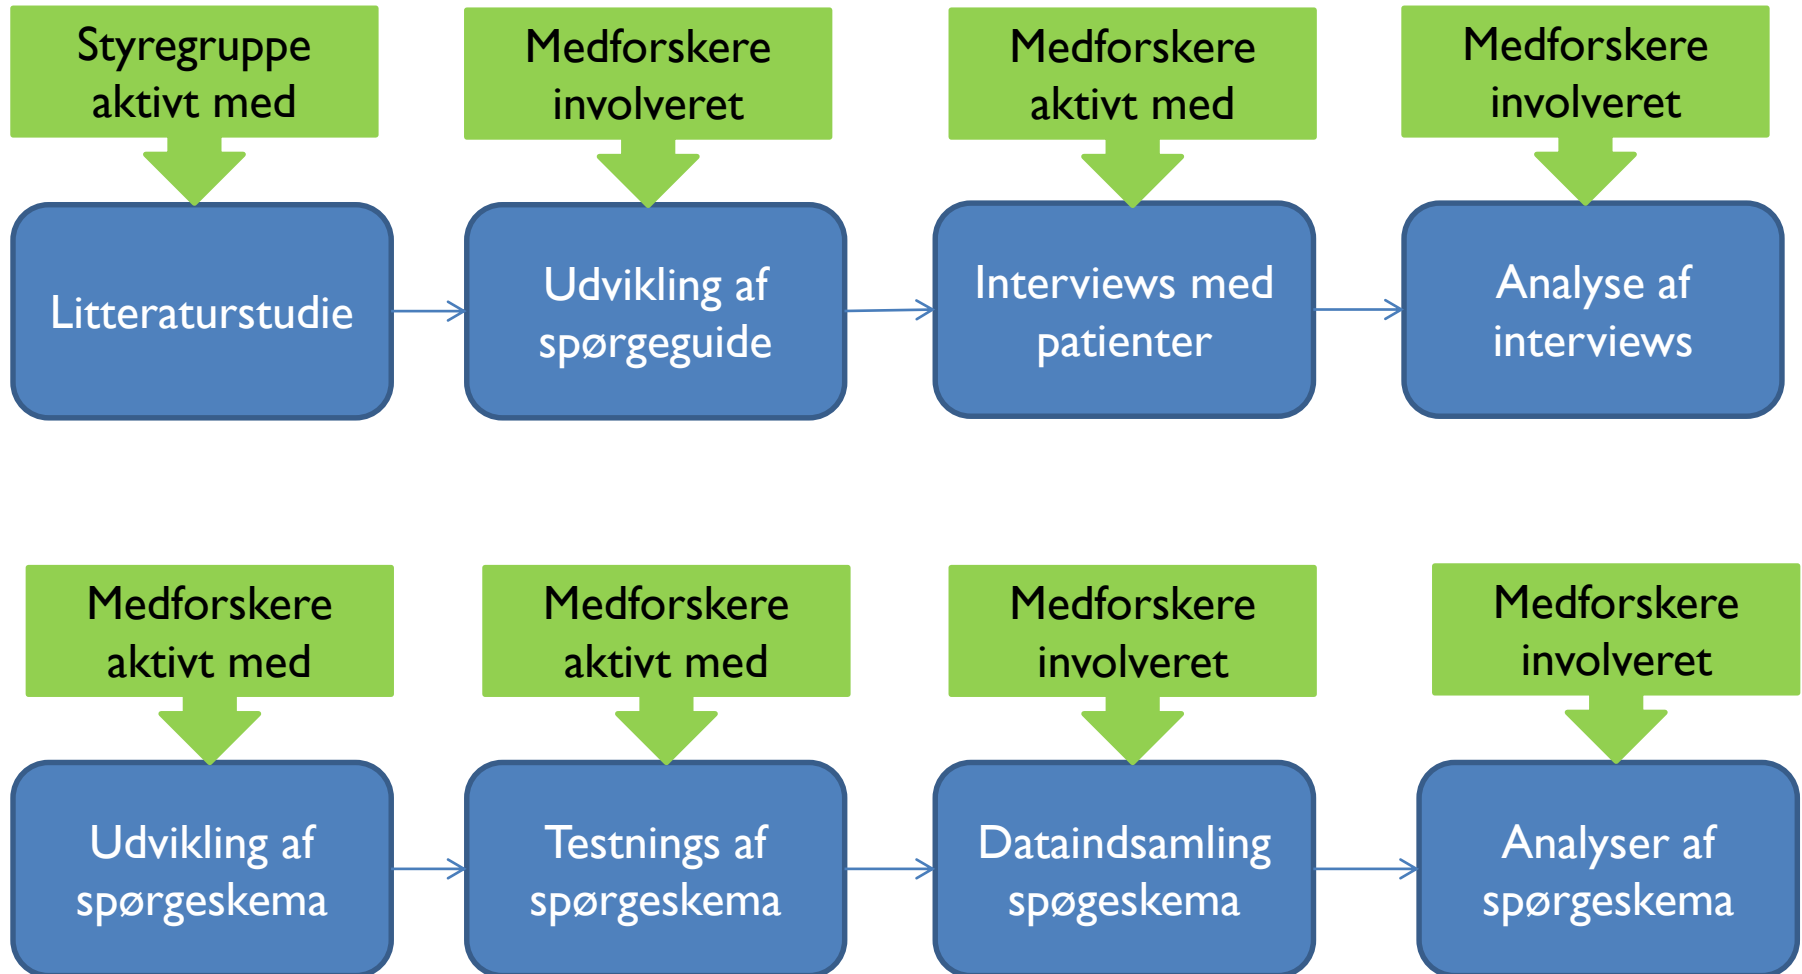 Styregruppe
aktivt med
Medforskere
involveret
Medforskere
aktivt med
Medforskere
involveret
Litteraturstudie
Udvikling af
spørgeguide
Interviews med
patienter
Analyse af
interviews
Medforskere
aktivt med
Medforskere
aktivt med
Medforskere
involveret
Medforskere
involveret
Udvikling af
spørgeskema
Testnings af
spørgeskema
Dataindsamling
spøgeskema
Analyser af
spørgeskema